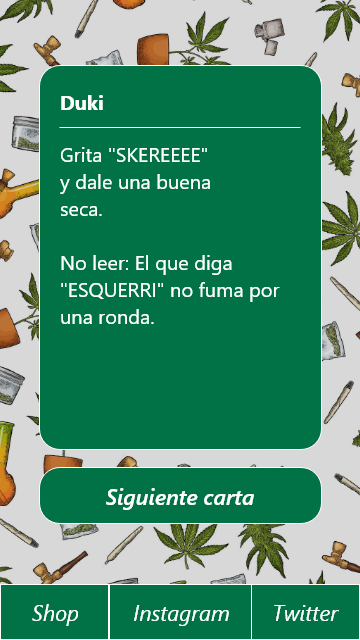 Duki
Grita "SKEREEEE"
y dale una buena
seca.
No leer: El que diga
"ESQUERRI" no fuma por
una ronda.
Siguiente carta
Shop
Instagram
Twitter